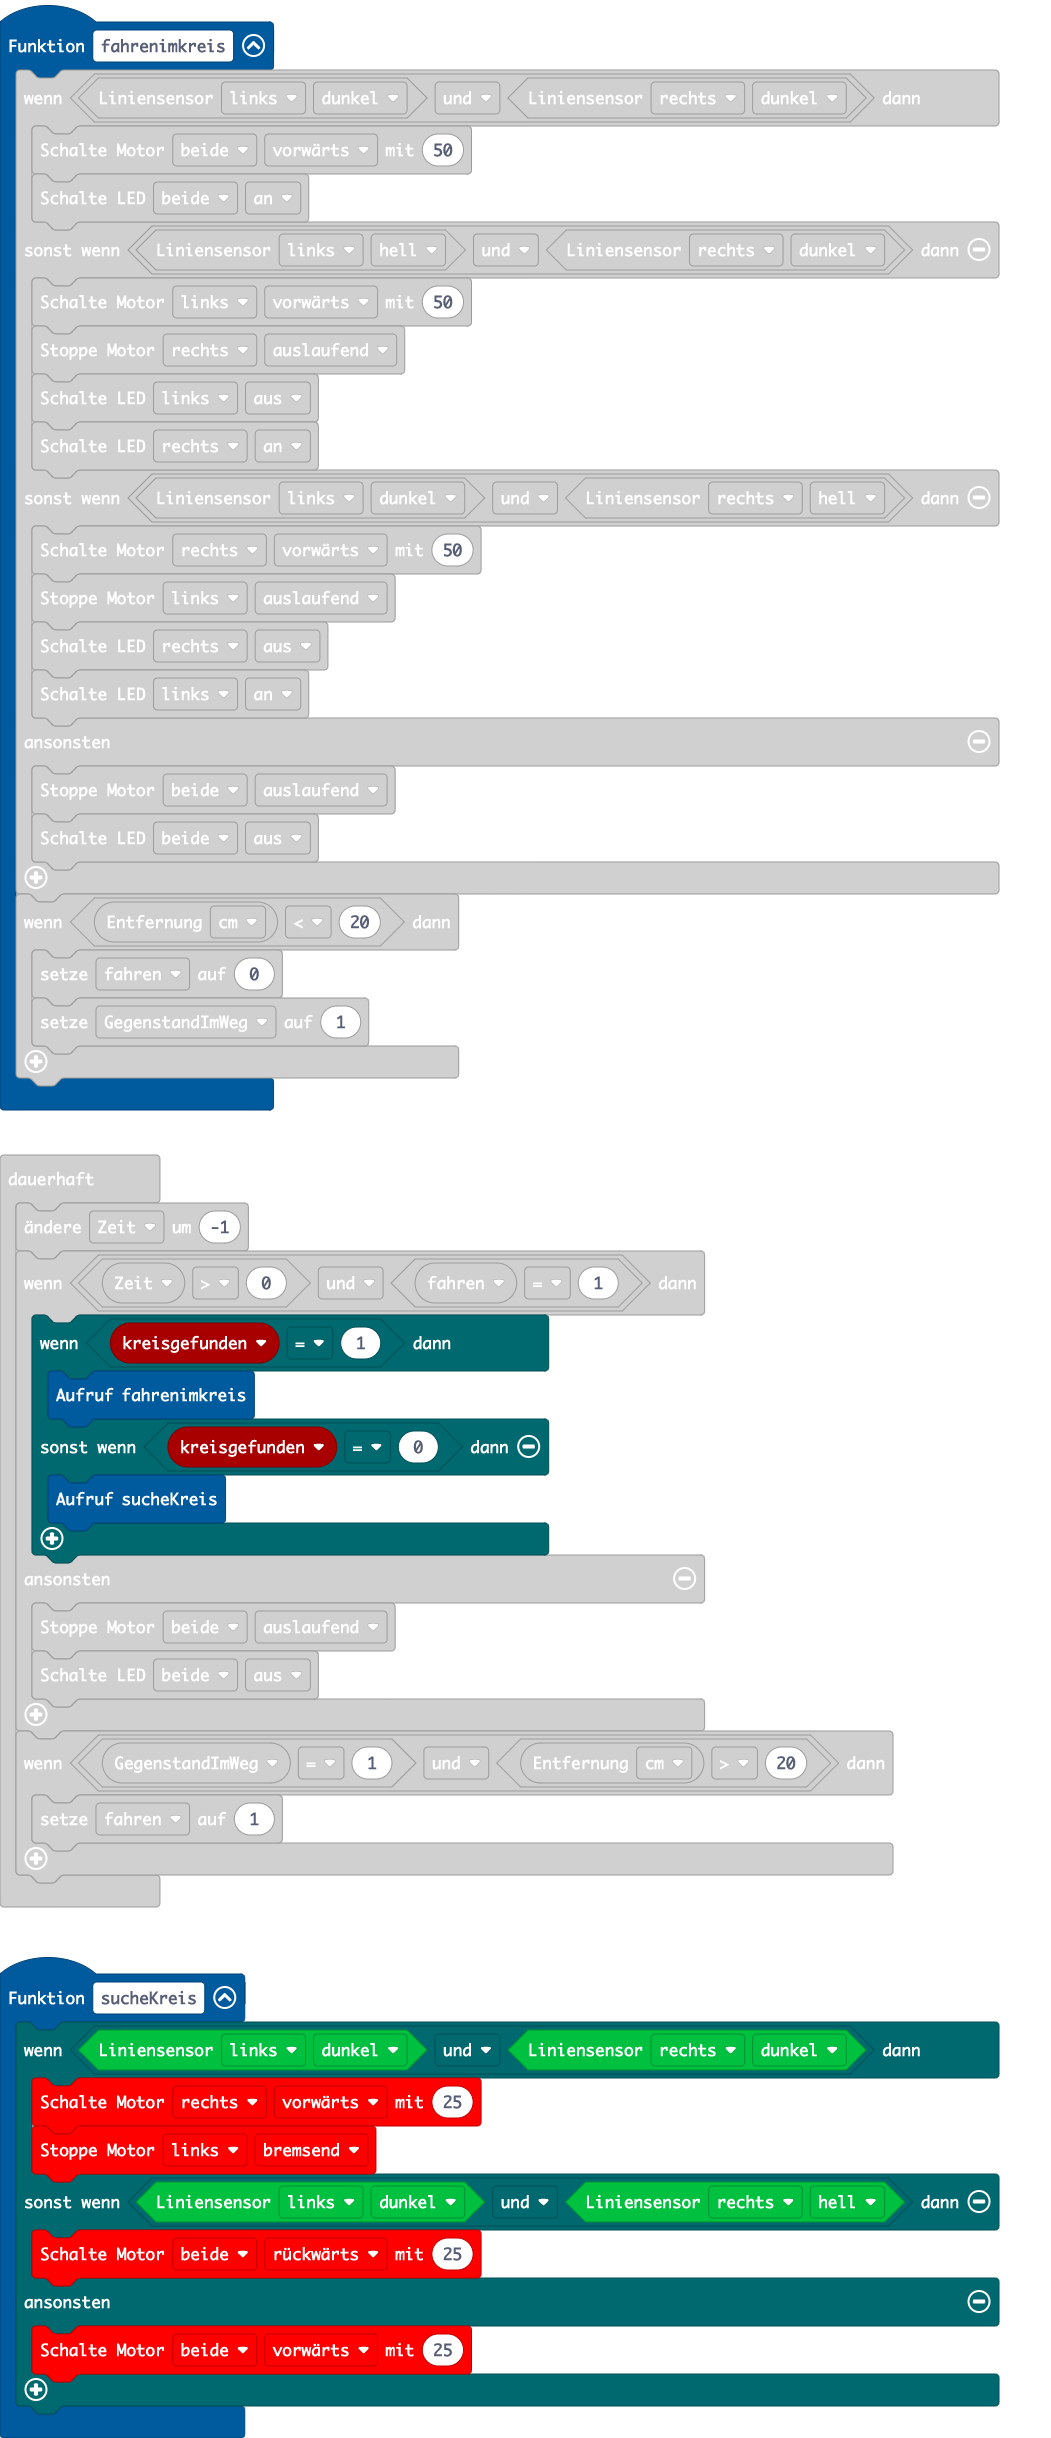 Funktion fahrenimkreis
wenn Liniensensor links dunkel und Liniensensor rechts dunkel dann
Schalte Motor beide vorwärts mit 50
Schalte LED beide an
sonst wenn Liniensensor links hell und Liniensensor rechts dunkel dann
Schalte Motor links vorwärts mit 50
Stoppe Motor rechts auslaufend
Schalte LED links aus
Schalte LED rechts an
sonst wenn Liniensensor links dunkel und Liniensensor rechts hell dann
Schalte Motor rechts vorwärts mit 50
Stoppe Motor links auslaufend
Schalte LED rechts aus
Schalte LED links an
ansonsten
Stoppe Motor beide auslaufend
Schalte LED beide aus
wenn Entfernung cm < 20 dann
setze fahren auf 0
setze GegenstandImWeg auf 1
dauerhaft
ändere Zeit um -1
wenn Zeit > 0 und fahren = 1 dann
wenn kreisgefunden = 1 dann
Aufruf fahrenimkreis
sonst wenn kreisgefunden = 0 dann
Aufruf sucheKreis
ansonsten
Stoppe Motor beide auslaufend
Schalte LED beide aus
wenn GegenstandImWeg = 1 und Entfernung cm > 20 dann
setze fahren auf 1
Funktion sucheKreis
wenn Liniensensor links dunkel und Liniensensor rechts dunkel dann
Schalte Motor rechts vorwärts mit 25
Stoppe Motor links bremsend
sonst wenn Liniensensor links dunkel und Liniensensor rechts hell dann
Schalte Motor beide rückwärts mit 25
ansonsten
Schalte Motor beide vorwärts mit 25